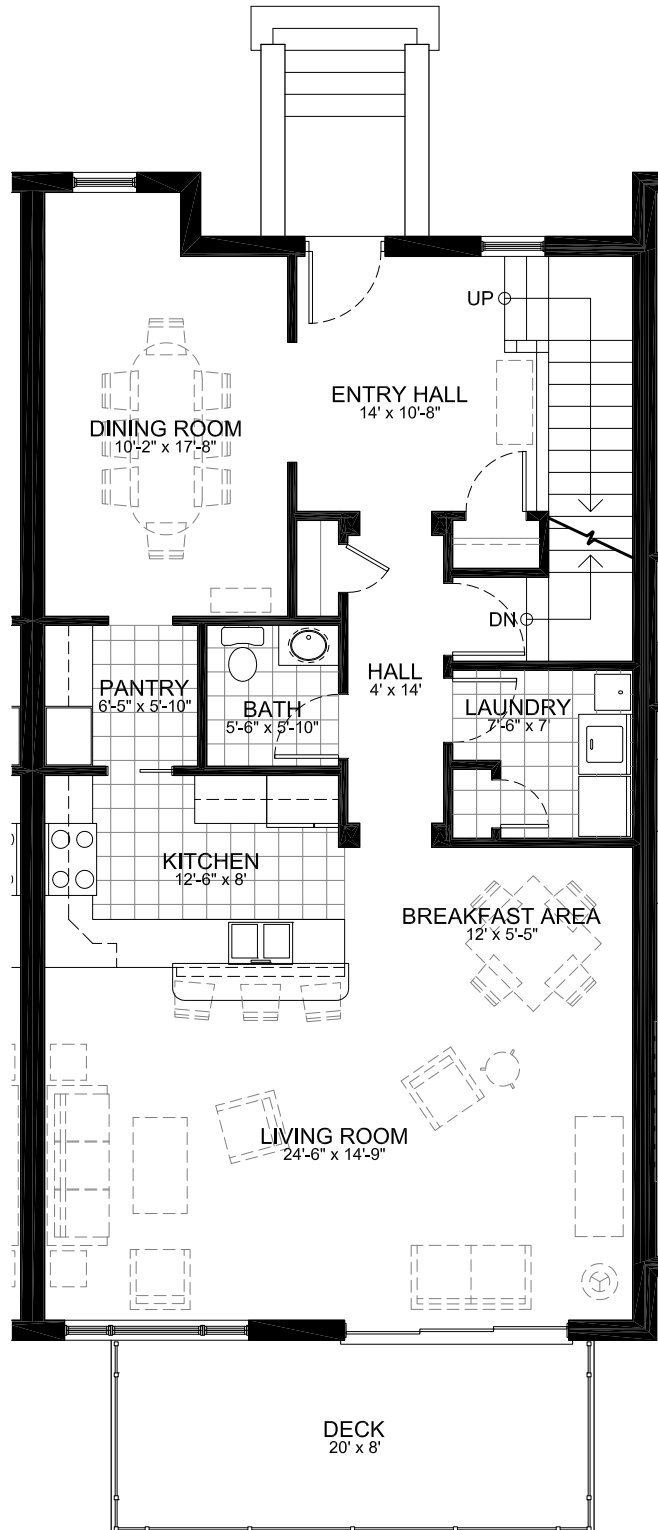 UP
ENTRY HALL
14' x 10'-8"
DINING ROOM
10'-2" x 17'-8"
DN
HALL
4' x 14'
PANTRY
6'-5" x 5'-10"
BATH
5'-6" x 5'-10"
LAUNDRY
7'-6" x 7'
KITCHEN
12'-6" x 8'
BREAKFAST AREA
12' x 5'-5"
LIVING ROOM
24'-6" x 14'-9"
DECK
20' x 8'